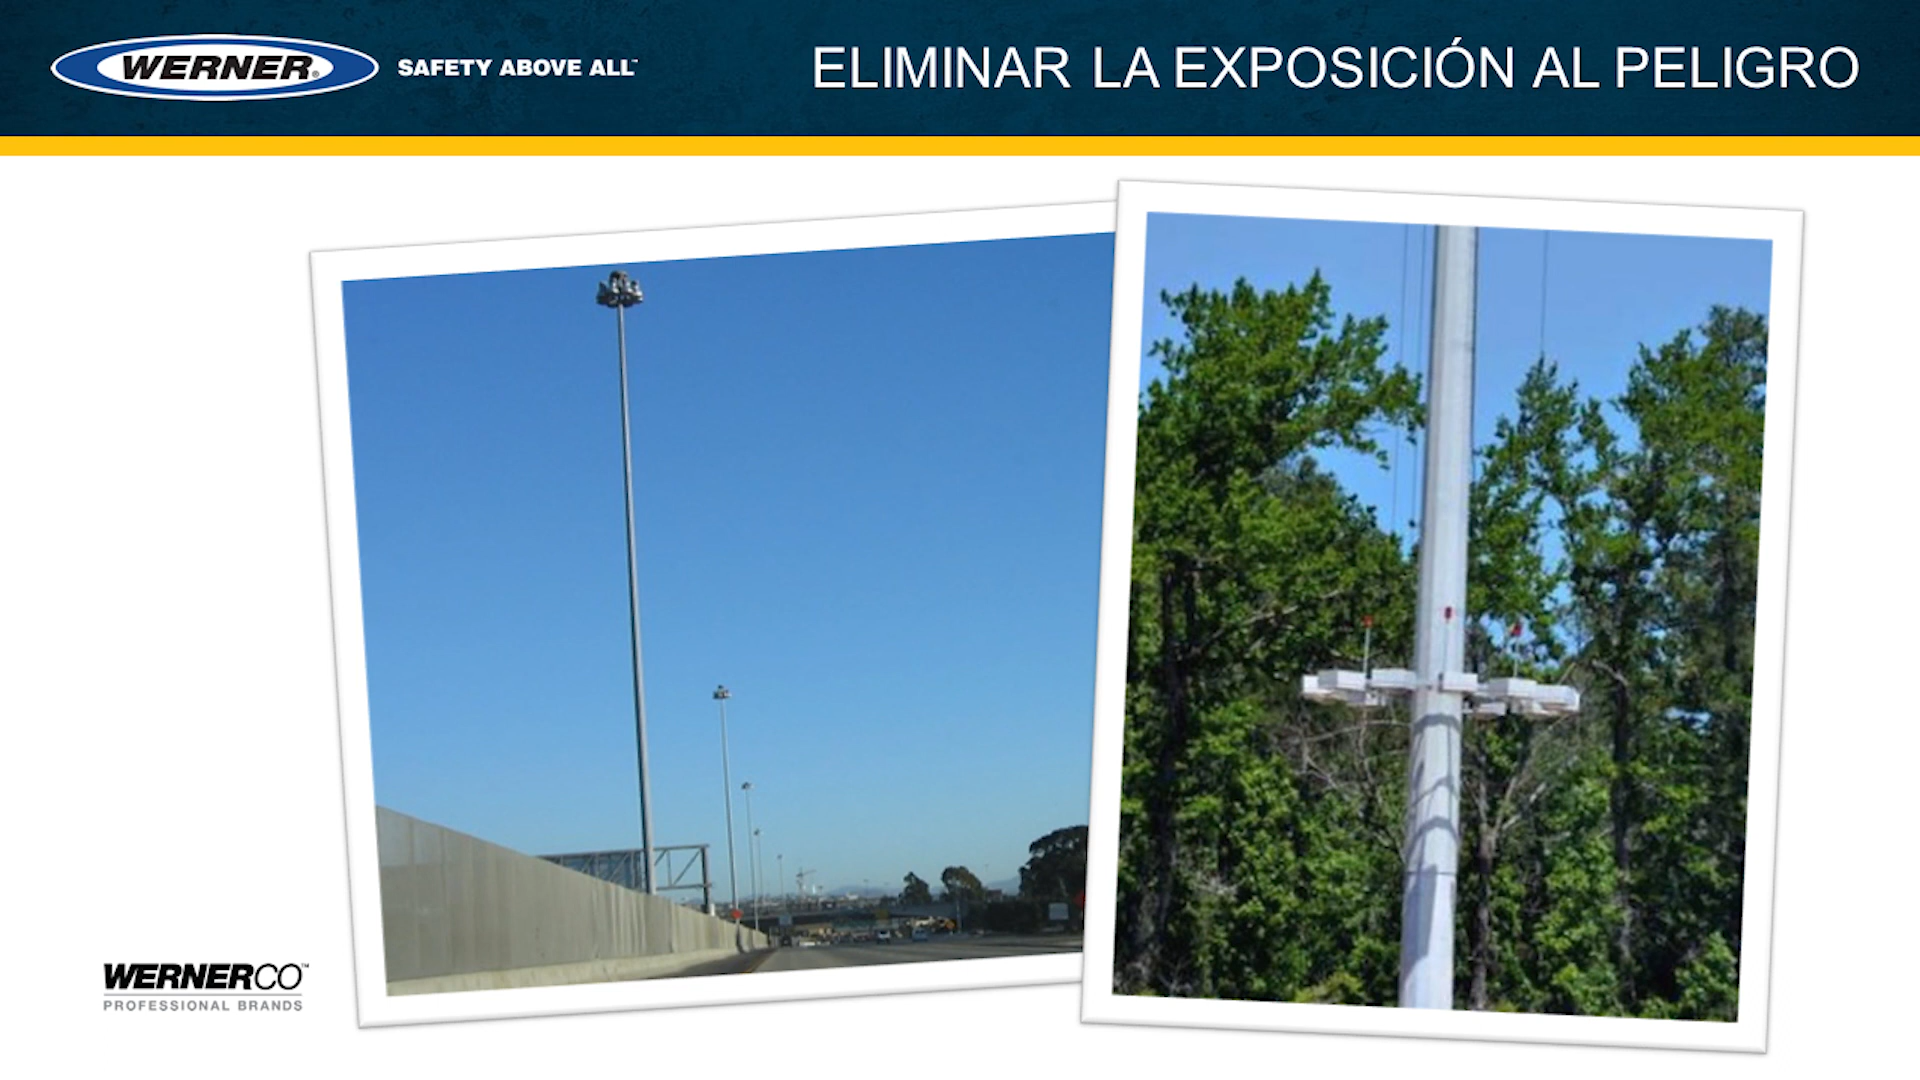 WERNER®
SAFETY ABOVE ALL™
ELIMINAR LA EXPOSICIÓN AL PELIGRO
WERNERCO™
PROFESSIONAL BRANDS